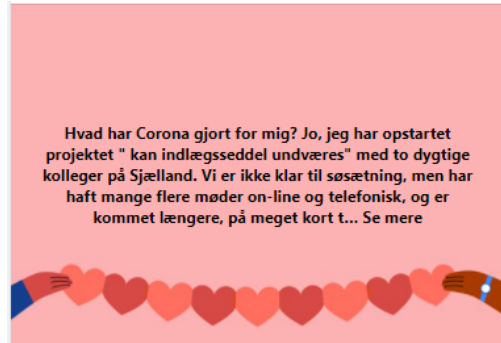 Hvad har Corona gjort for mig? Jo, jeg har opstartet
projektet " kan indlægsseddel undværes" med to dygtige
kolleger på Sjælland. Vi er ikke klar til søsætning, men har
haft mange flere møder on-line og telefonisk, og er
kommet længere, på meget kort t... Se mere